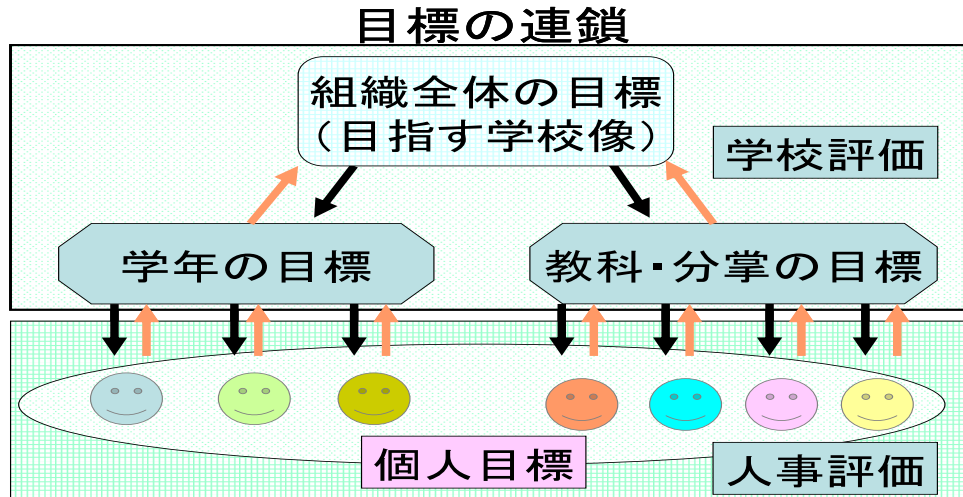 目標の連鎖
組織全体の目標
（目指す学校像）
学校評価
学年の目標
教科・分掌の目標
個人目標
人事評価